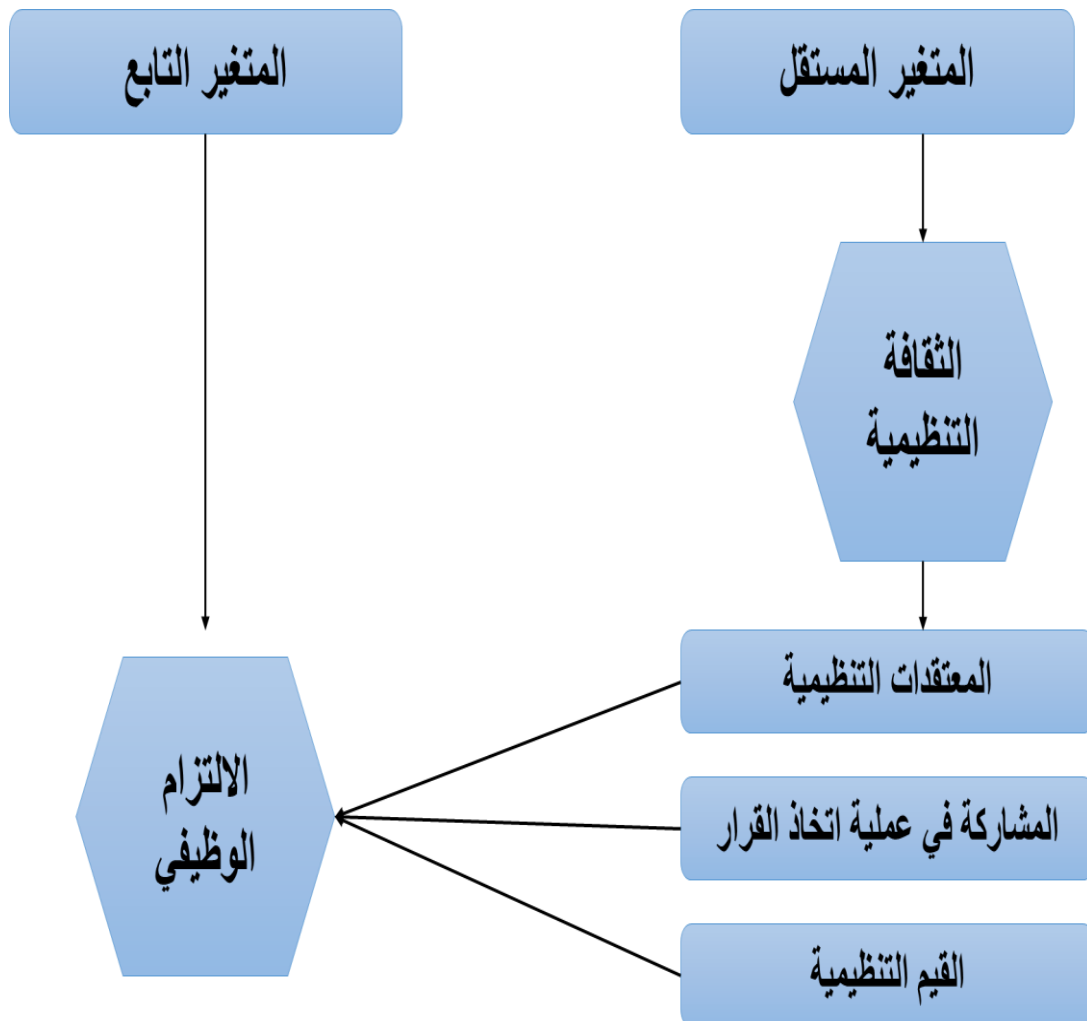 المتغير المستقل
المتغير التابع
الثقافة
التنظيمية
المعتقدات التنظيمية
المشاركة في عملية اتخاذ القرار
القيم التنظيمية
الالتزام
الوظيفي